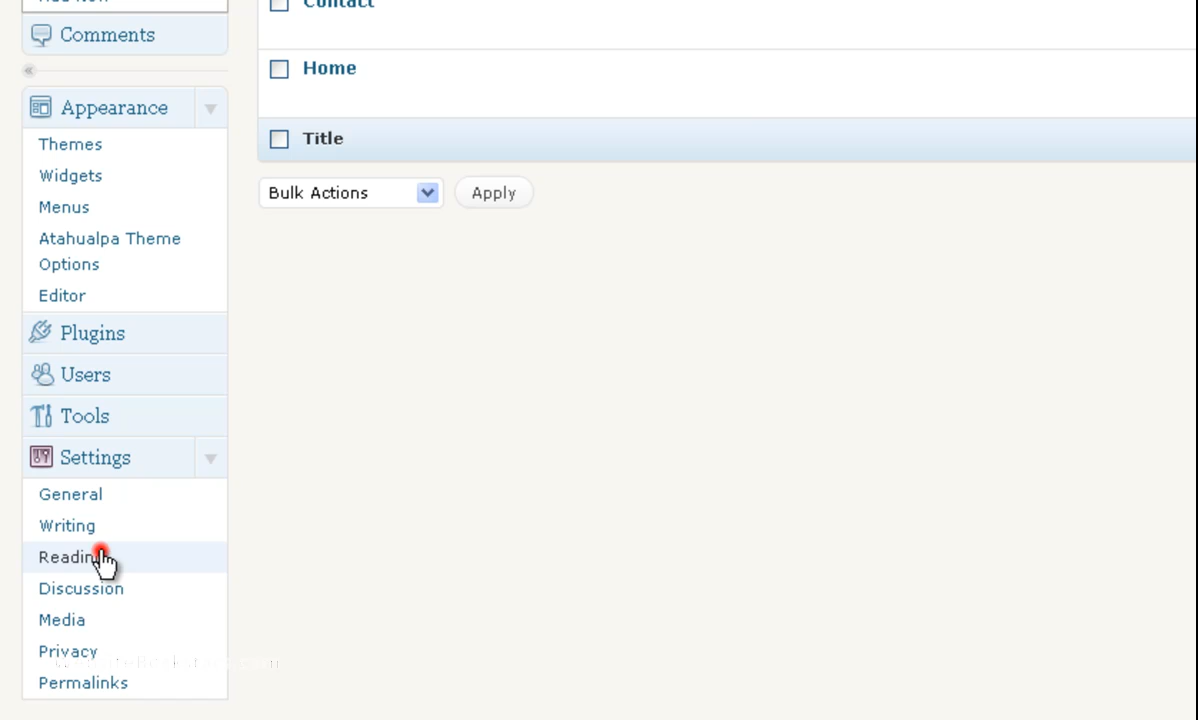 Comments
Contact
Home
Appearance
Title
Themes
Widgets
Bulk Actions
Apply
Menus
Atahualpa Theme
Options
Editor
Plugins
Users
Tools
Settings
General
Writing
Reading
Discussion
Media
Privacy
Permalinks